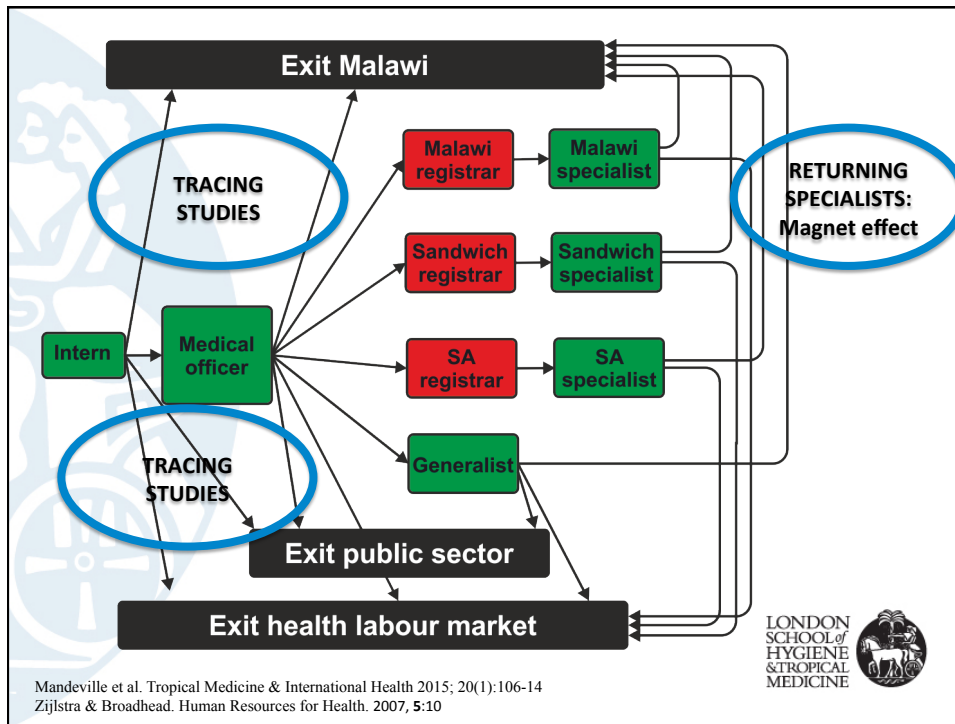 Exit Malawi
TRACING
STUDIES
Malawi
registrar
Malawi
specialist
RETURNING
SPECIALISTS:
Magnet effect
Sandwich
registrar
Sandwich
specialist
Intern
Medical
officer
SA
registrar
SA
specialist
TRACING
STUDIES
Generalist
Exit public sector
Exit health labour market
LONDON
SCHOOL of
HYGIENE
& TROPICAL
MEDICINE
Mandeville et al. Tropical Medicine & International Health 2015; 20(1):106-14
Zijlstra & Broadhead. Human Resources for Health. 2007, 5:10